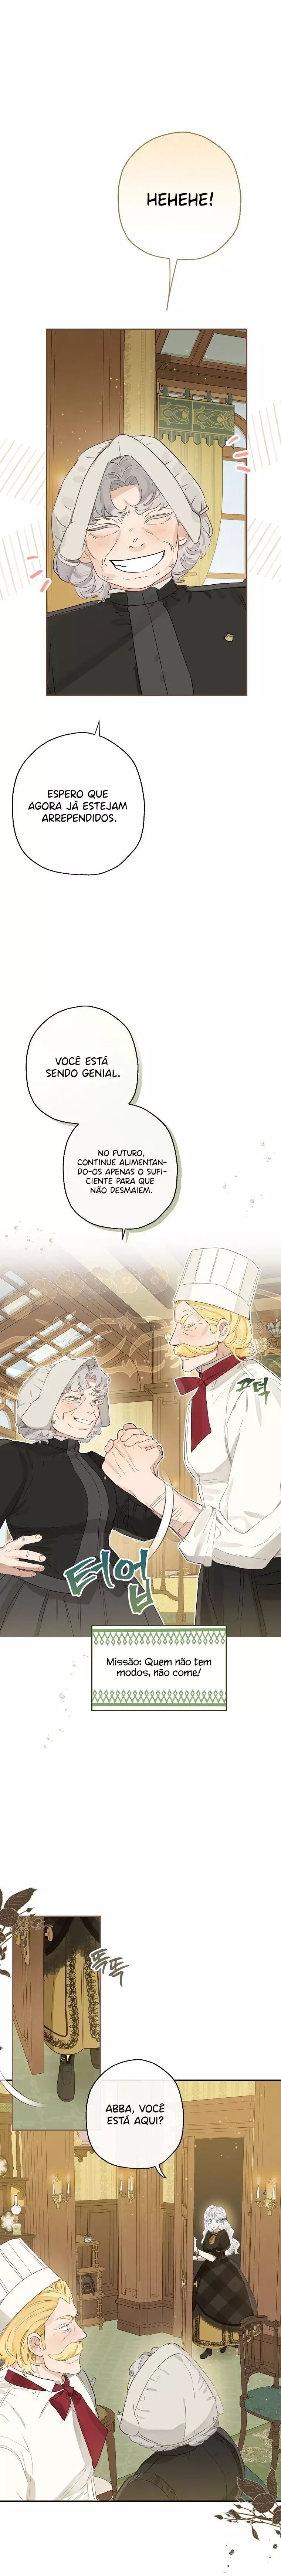 HEHEHE!
ESPERO QUE
AGORA JÁ ESTEJAM
ARREPENDIDOS.
VOCÊ ESTÁ
SENDO GENIAL.
NO FUTURO,
CONTINUE ALIMENTAN-
DO-OS APENAS O SUFI-
CIENTE PARA QUE
NÃO DESMAIEM.
프덕
터업
Missão: Quem não tem
modos, não come!
똑똑
ABBA, VOCÊ
ESTÁ AQUI?